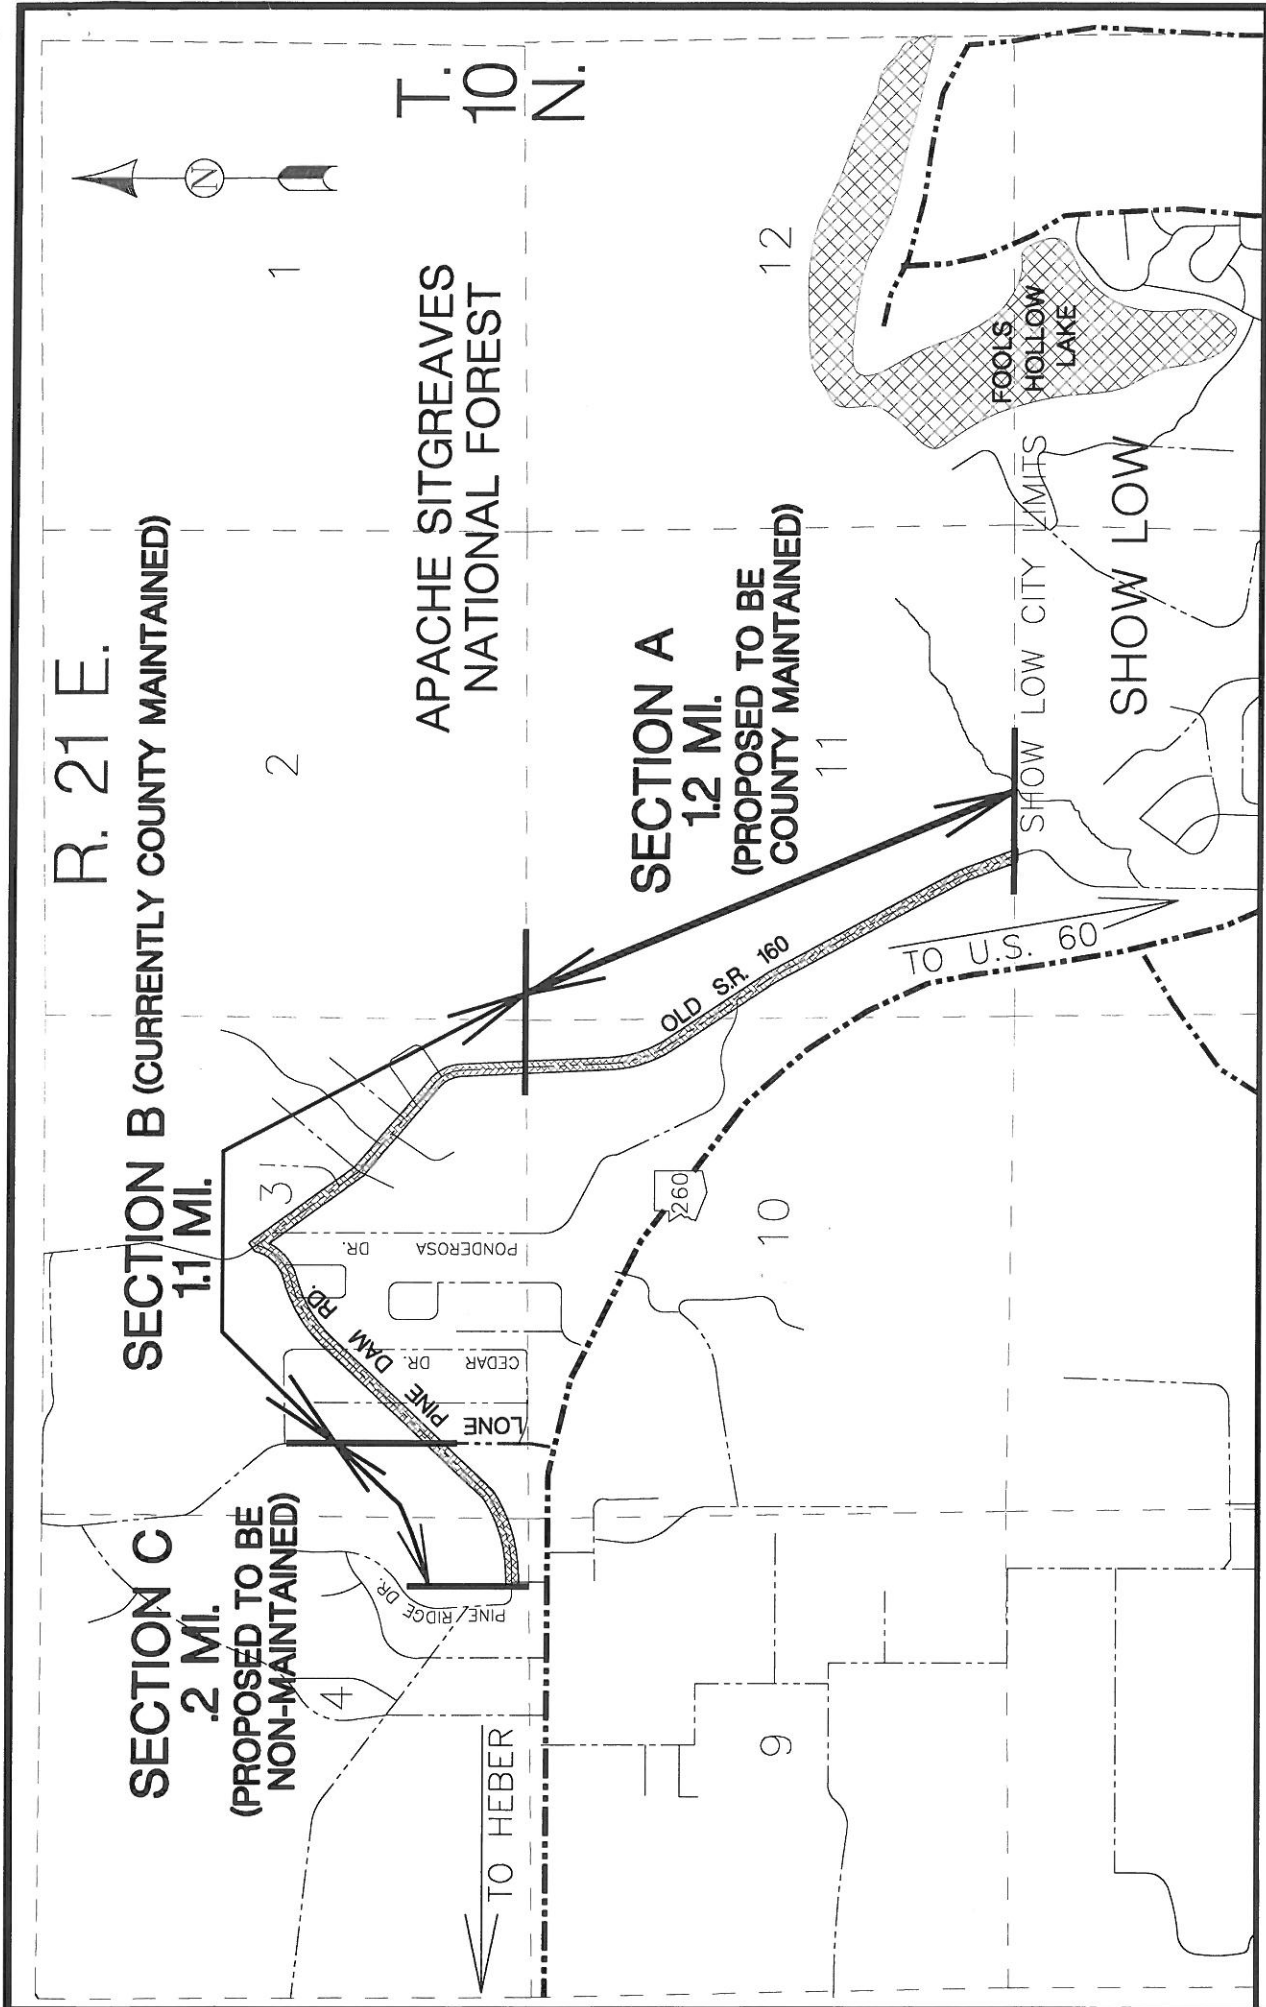 R. 21 E.
T.
10
N.
N
SECTION B (CURRENTLY COUNTY MAINTAINED)
1.1 MI.
SECTION C
.2 MI.
(PROPOSED TO BE
NON-MAINTAINED)
4
3
2
1
APACHE SITGREAVES
NATIONAL FOREST
PINE RIDGE DR.
LONE PINE DAM RD.
CEDAR DR.
PONDEROSA DR.
TO HEBER
260
OLD S.R. 160
SECTION A
1.2 MI.
(PROPOSED TO BE
COUNTY MAINTAINED)
9
10
11
12
TO U.S. 60
FOOLS
HOLLOW
LAKE
SHOW LOW CITY LIMITS
SHOW LOW